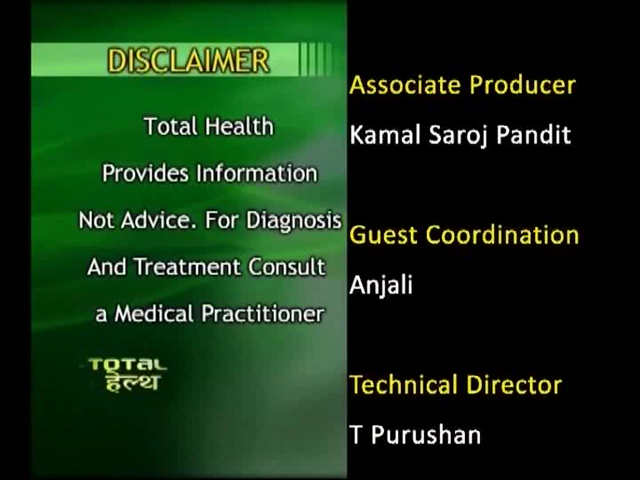 DISCLAIMER
Total Health
Provides Information
Not Advice. For Diagnosis
And Treatment Consult
a Medical Practitioner
TOTAL
हेल्थ
Associate Producer
Kamal Saroj Pandit
Guest Coordination
Anjali
Technical Director
T Purushan